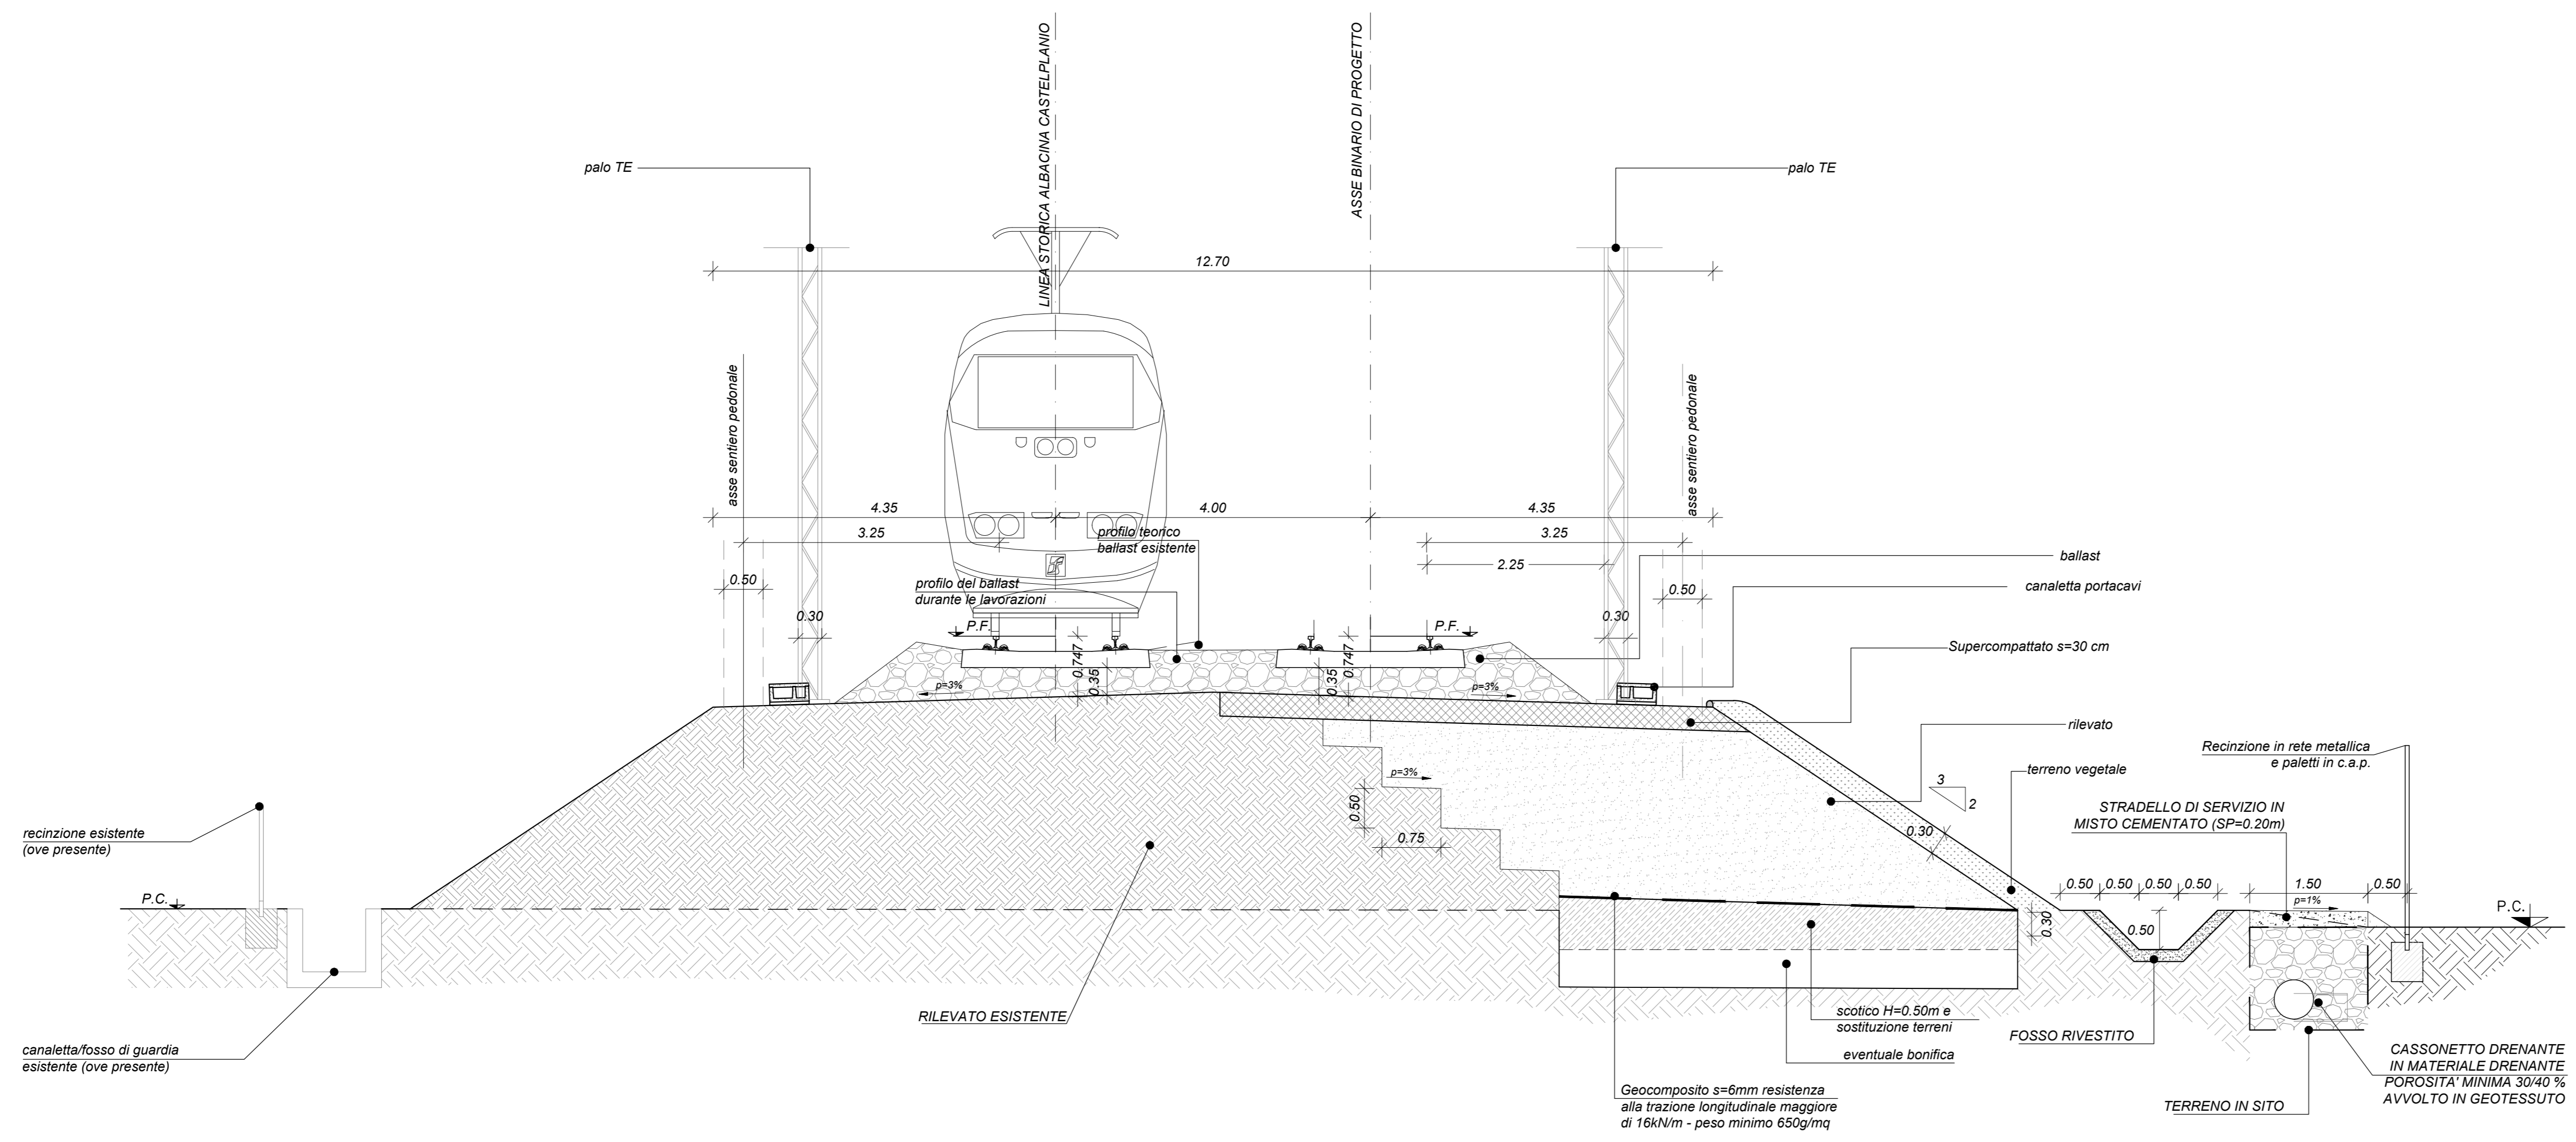 LINEA STORICA ALBACINA CASTELPLANIO
ASSE BINARIO DI PROGETTO
palo TE
palo TE
12.70
asse sentiero pedonale
asse sentiero pedonale
4.35
4.00
4.35
3.25
profilo teorico
ballast esistente
3.25
2.25
ballast
0.50
profilo del ballast
durante le lavorazioni
0.50
canaletta portacavi
0.30
P.F.
P.F.
0.30
0.747
0.35
0.35
0.747
Supercompattato s=30 cm
p=3%
p=3%
rilevato
Recinzione in rete metallica
e paletti in c.a.p.
p=3%
terreno vegetale
3
2
0.50
STRADELLO DI SERVIZIO IN
MISTO CEMENTATO (SP=0.20m)
recinzione esistente
(ove presente)
0.75
0.30
P.C.
0.50
0.50
0.50
0.50
1.50
0.50
p=1%
P.C.
0.30
0.50
RILEVATO ESISTENTE
scotico H=0.50m e
sostituzione terreni
FOSSO RIVESTITO
canaletta/fosso di guardia
esistente (ove presente)
eventuale bonifica
CASSONETTO DRENANTE
IN MATERIALE DRENANTE
POROSITA' MINIMA 30/40 %
AVVOLTO IN GEOTESSUTO
Geocomposito s=6mm resistenza
alla trazione longitudinale maggiore
di 16kN/m - peso minimo 650g/mq
TERRENO IN SITO